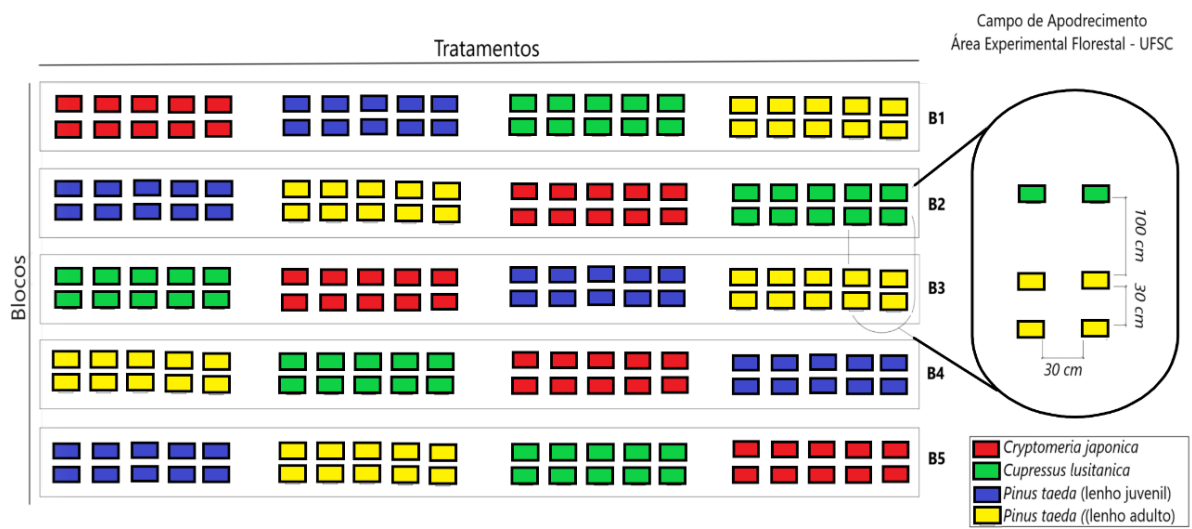 Campo de Apodrecimento
Área Experimental Florestal - UFSC
Tratamentos
Blocos
B1
B2
B3
B4
B5
100 cm
30 cm
30 cm
Cryptomeria japonica
Cupressus lusitanica
Pinus taeda (lenho juvenil)
Pinus taeda ((lenho adulto)